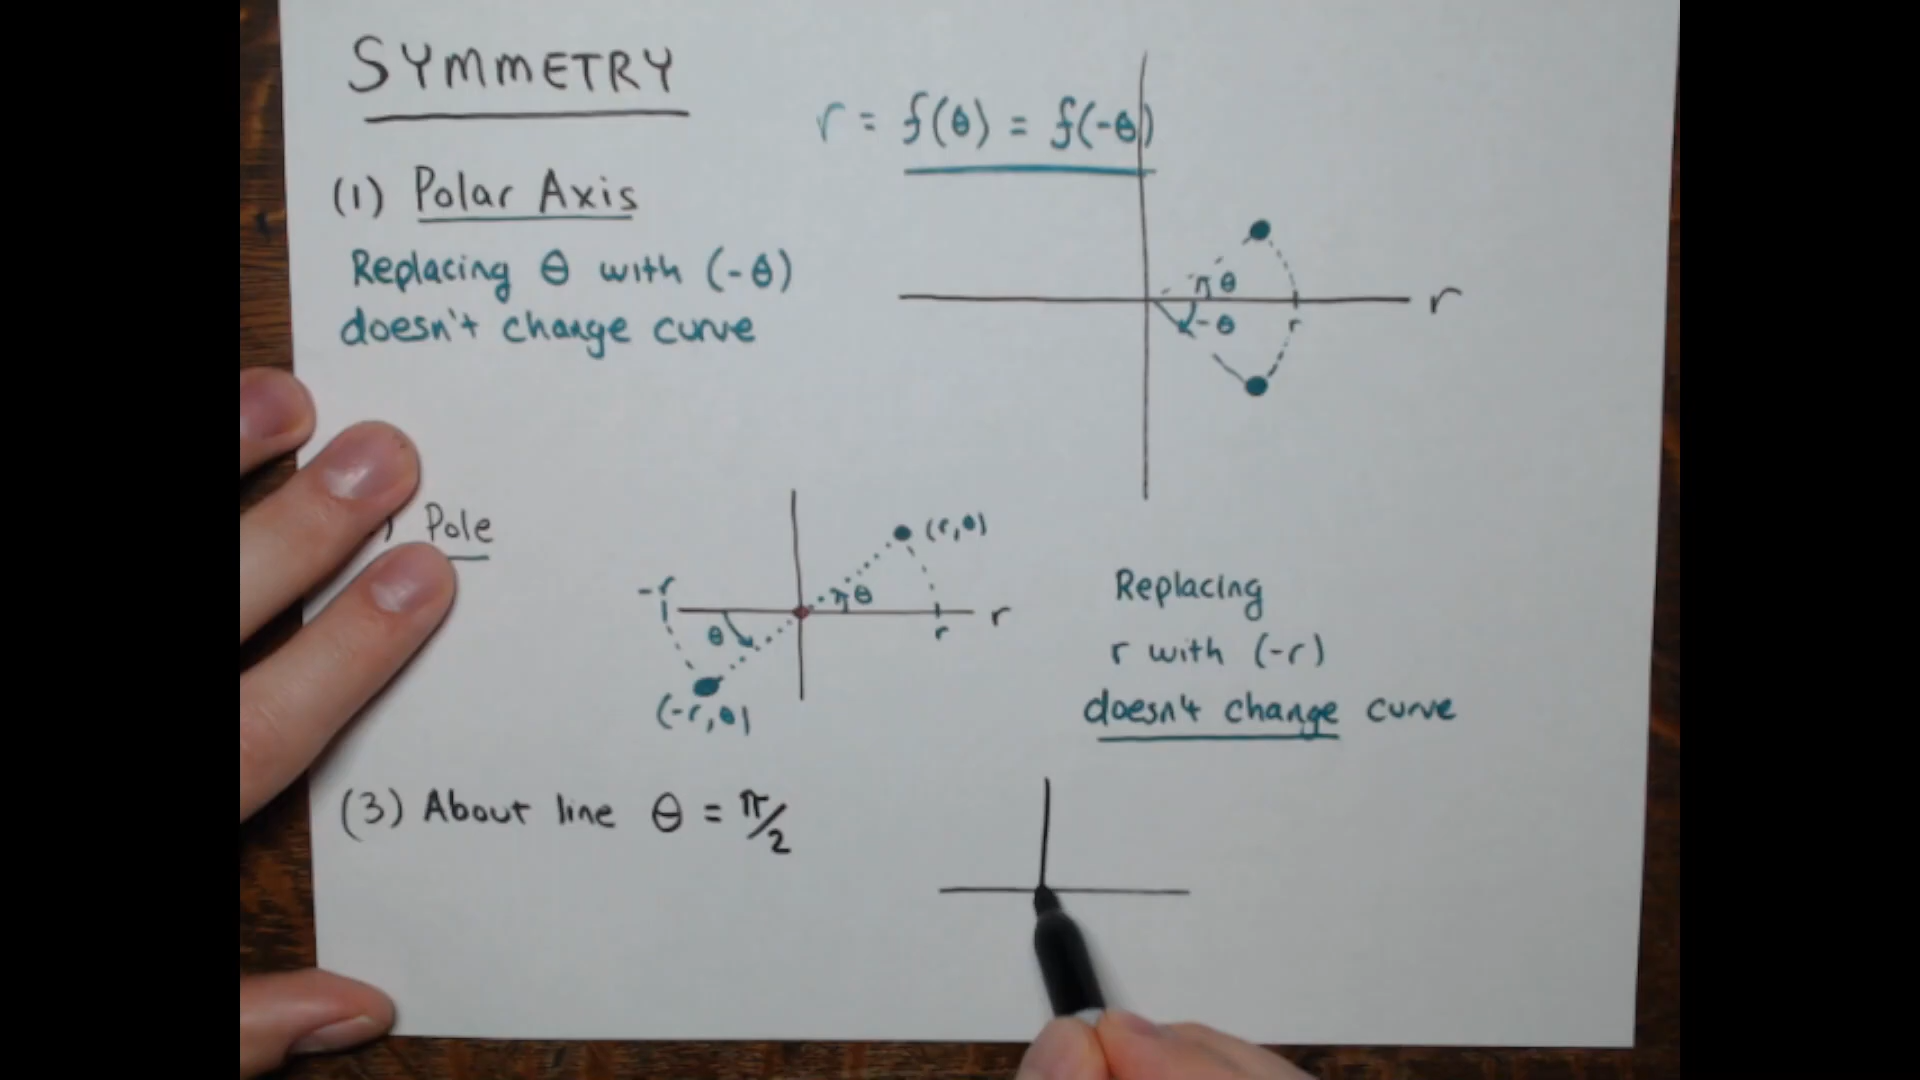 SYMMETRY
r = f(θ) = f(-θ)
(1) Polar Axis
Replacing θ with (-θ)
doesn't change curve
θ
-θ
r
r
) Pole
(r,θ)
-r
θ
θ
r
r
(-r,θ)
Replacing
r with (-r)
doesn't change curve
(3) About line θ = π/2